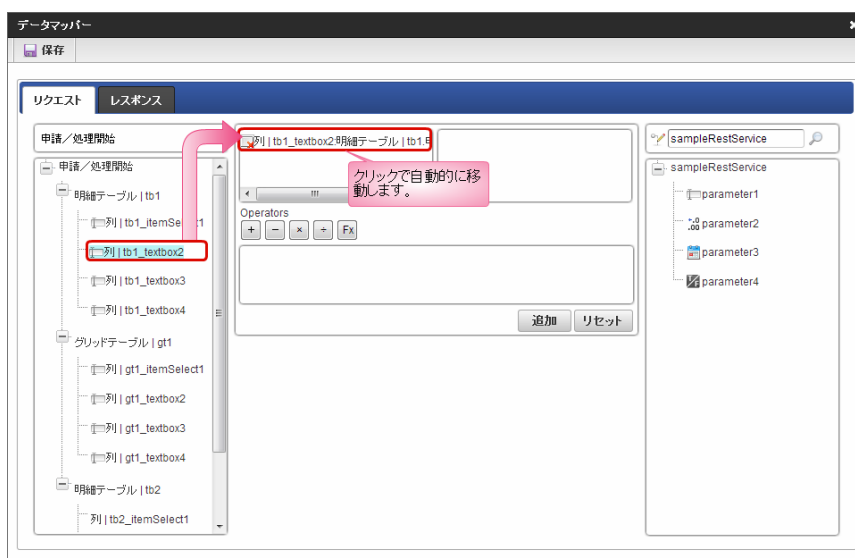 データマッパー
保存
リクエスト
レスポンス
申請／処理開始
申請／処理開始
明細テーブル | tb1
列 | tb1_itemSelect1
列 | tb1_textbox2
列 | tb1_textbox3
列 | tb1_textbox4
グリッドテーブル | gt1
列 | gt1_itemSelect1
列 | gt1_textbox2
列 | gt1_textbox3
列 | gt1_textbox4
明細テーブル | tb2
列 | tb2_itemSelect1
列 | tb1_textbox2:明細テーブル | tb1.
クリックで自動的に移
動します。
Operators
+ − × ÷ Fx
追加
リセット
sampleRestService
sampleRestService
parameter1
parameter2
parameter3
parameter4